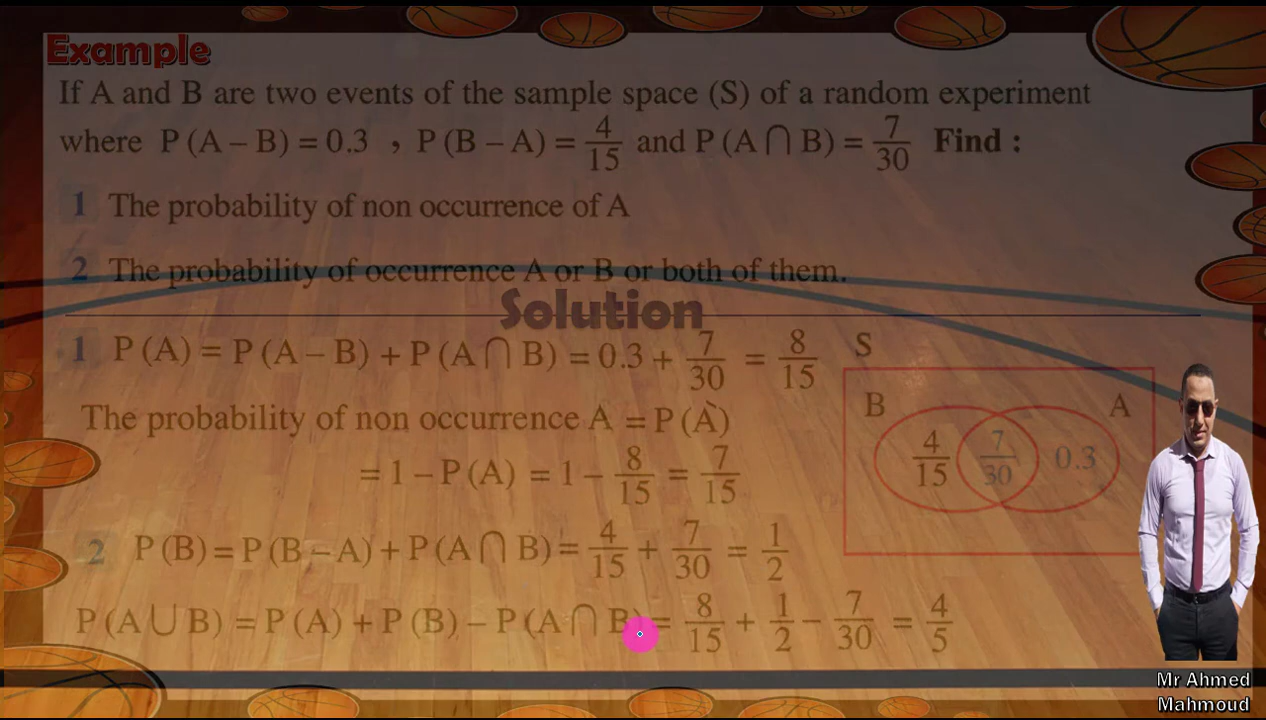 Example
If A and B are two events of the sample space (S) of a random experiment
where P (A – B) = 0.3 , P (B – A) = 4/15 and P (A ⋂ B) = 7/30 Find :
1 The probability of non occurrence of A
2 The probability of occurrence A or B or both of them.
Solution
1 P (A) = P (A – B) + P (A ⋂ B) = 0.3 + 7/30 = 8/15
The probability of non occurrence A = P (À)
= 1 – P (A) = 1 – 8/15 = 7/15
2 P (B) = P (B – A) + P (A ⋂ B) = 4/15 + 7/30 = 1/2
P (A ⋃ B) = P (A) + P (B) – P (A ⋂ B) = 8/15 + 1/2 – 7/30 = 4/5
S
B A
4/15 7/30 0.3
Mr Ahmed
Mahmoud